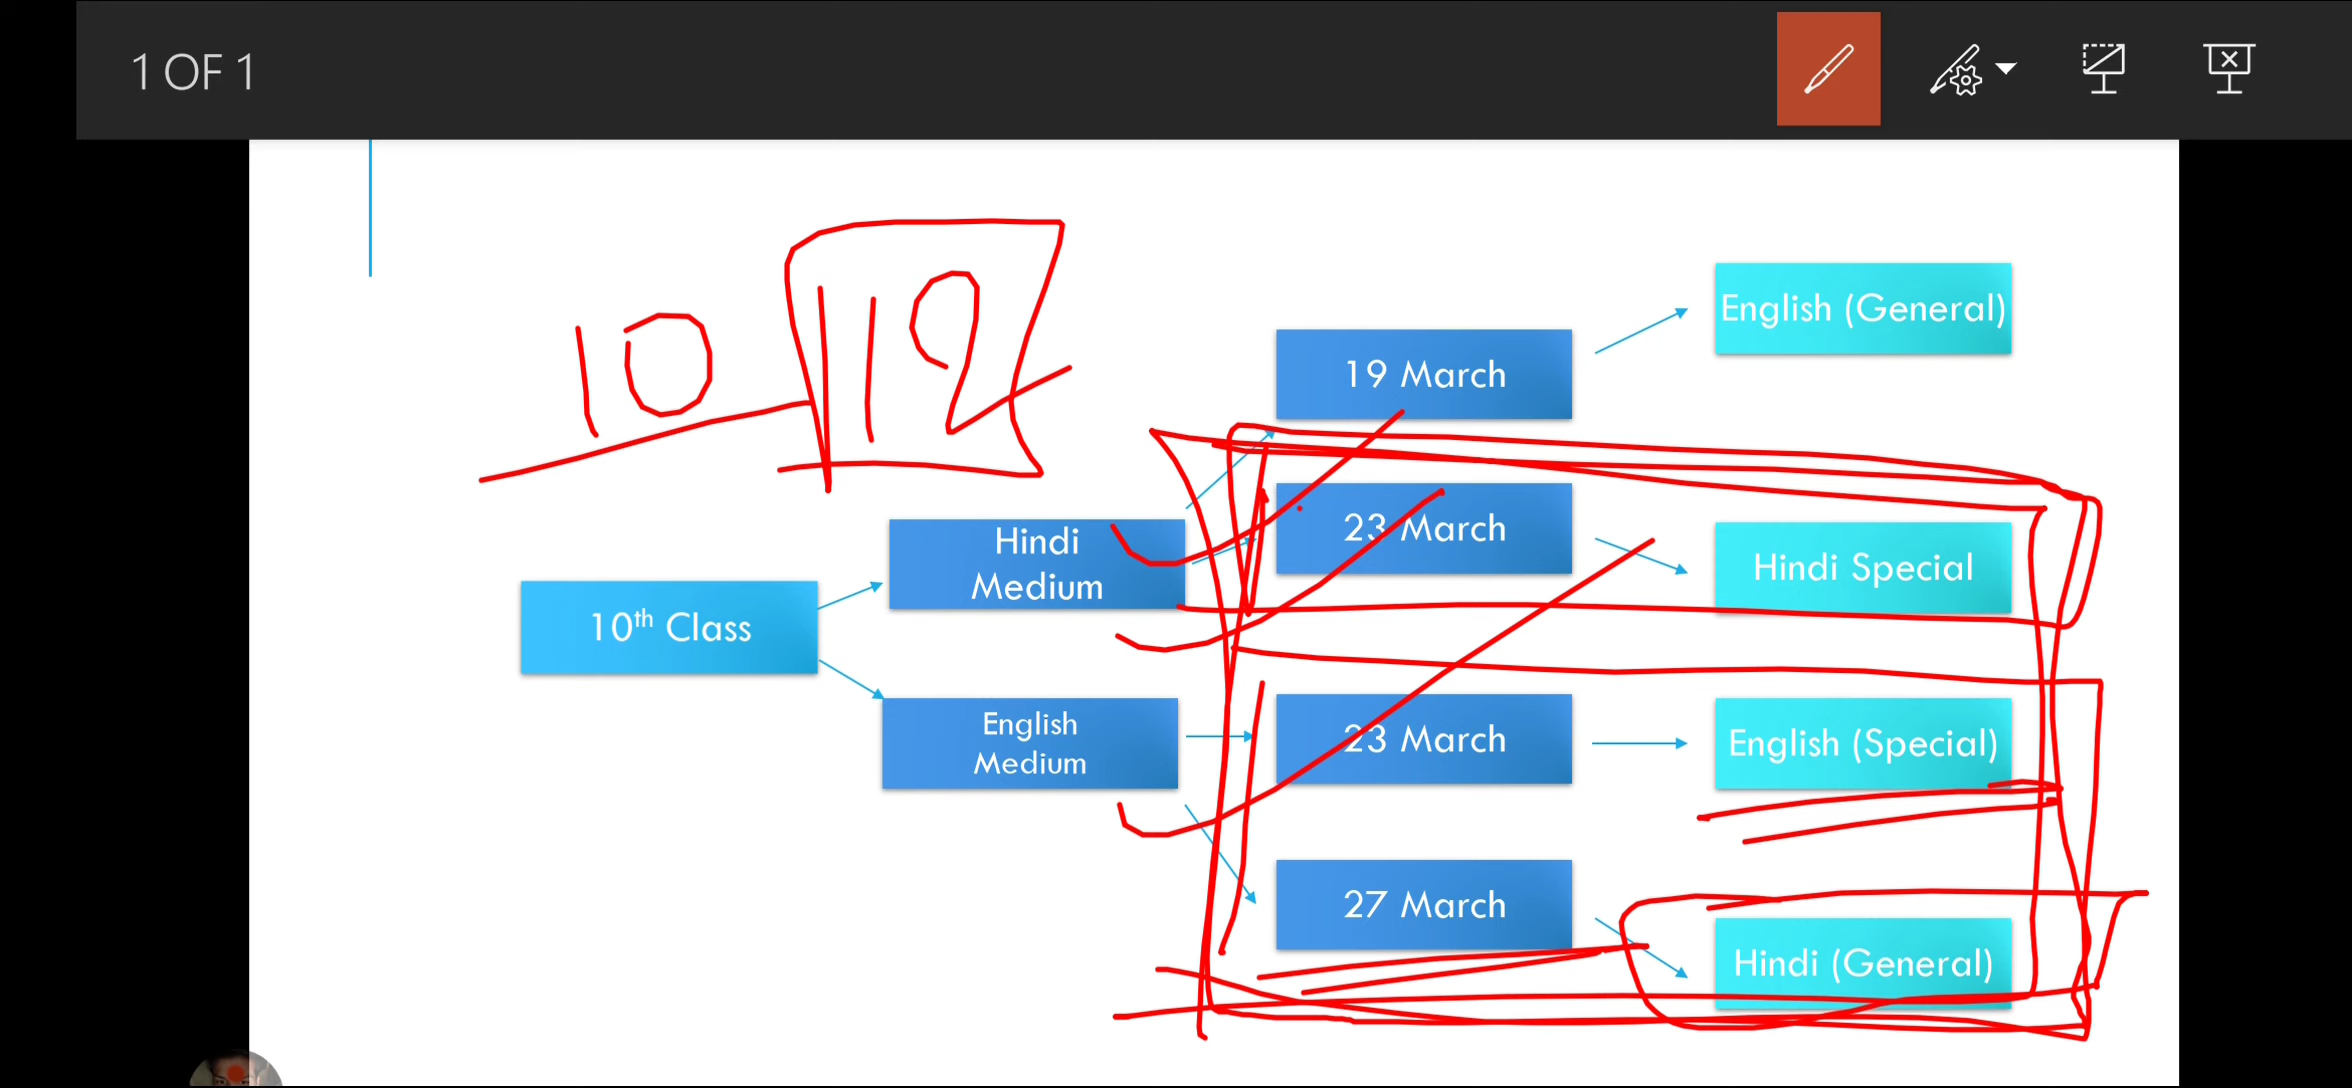 1 OF 1
10 119
English (General)
19 March
23 March
Hindi Special
Hindi
Medium
10th Class
English
Medium
23 March
English (Special)
27 March
Hindi (General)